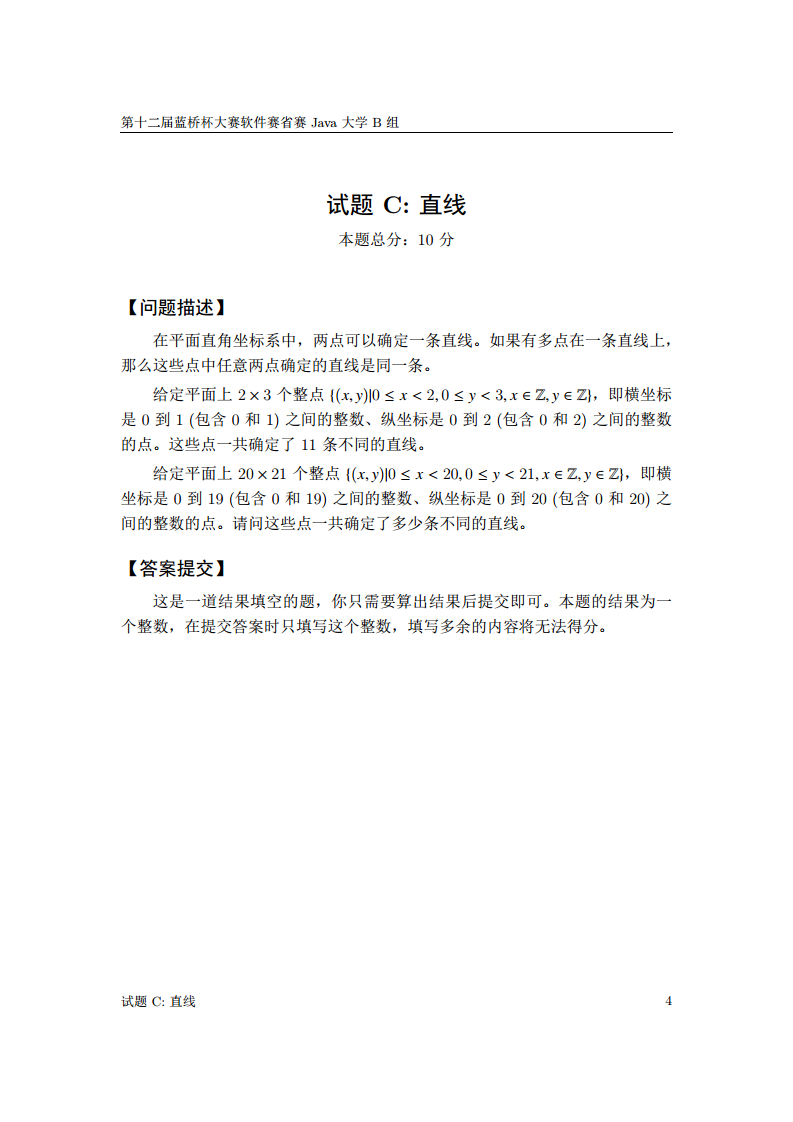 第十二届蓝桥杯大赛软件赛省赛 Java 大学 B 组
试题 C: 直线
本题总分：10 分
【问题描述】
在平面直角坐标系中，两点可以确定一条直线。如果有多点在一条直线上，
那么这些点中任意两点确定的直线是同一条。
给定平面上 2 × 3 个整点 {(x, y)|0 ≤ x < 2, 0 ≤ y < 3, x ∈ ℤ, y ∈ ℤ}，即横坐标
是 0 到 1 (包含 0 和 1) 之间的整数、纵坐标是 0 到 2 (包含 0 和 2) 之间的整数
的点。这些点一共确定了 11 条不同的直线。
给定平面上 20 × 21 个整点 {(x, y)|0 ≤ x < 20, 0 ≤ y < 21, x ∈ ℤ, y ∈ ℤ}，即横
坐标是 0 到 19 (包含 0 和 19) 之间的整数、纵坐标是 0 到 20 (包含 0 和 20) 之
间的整数的点。请问这些点一共确定了多少条不同的直线。
【答案提交】
这是一道结果填空的题，你只需要算出结果后提交即可。本题的结果为一
个整数，在提交答案时只填写这个整数，填写多余的内容将无法得分。
试题 C: 直线 4